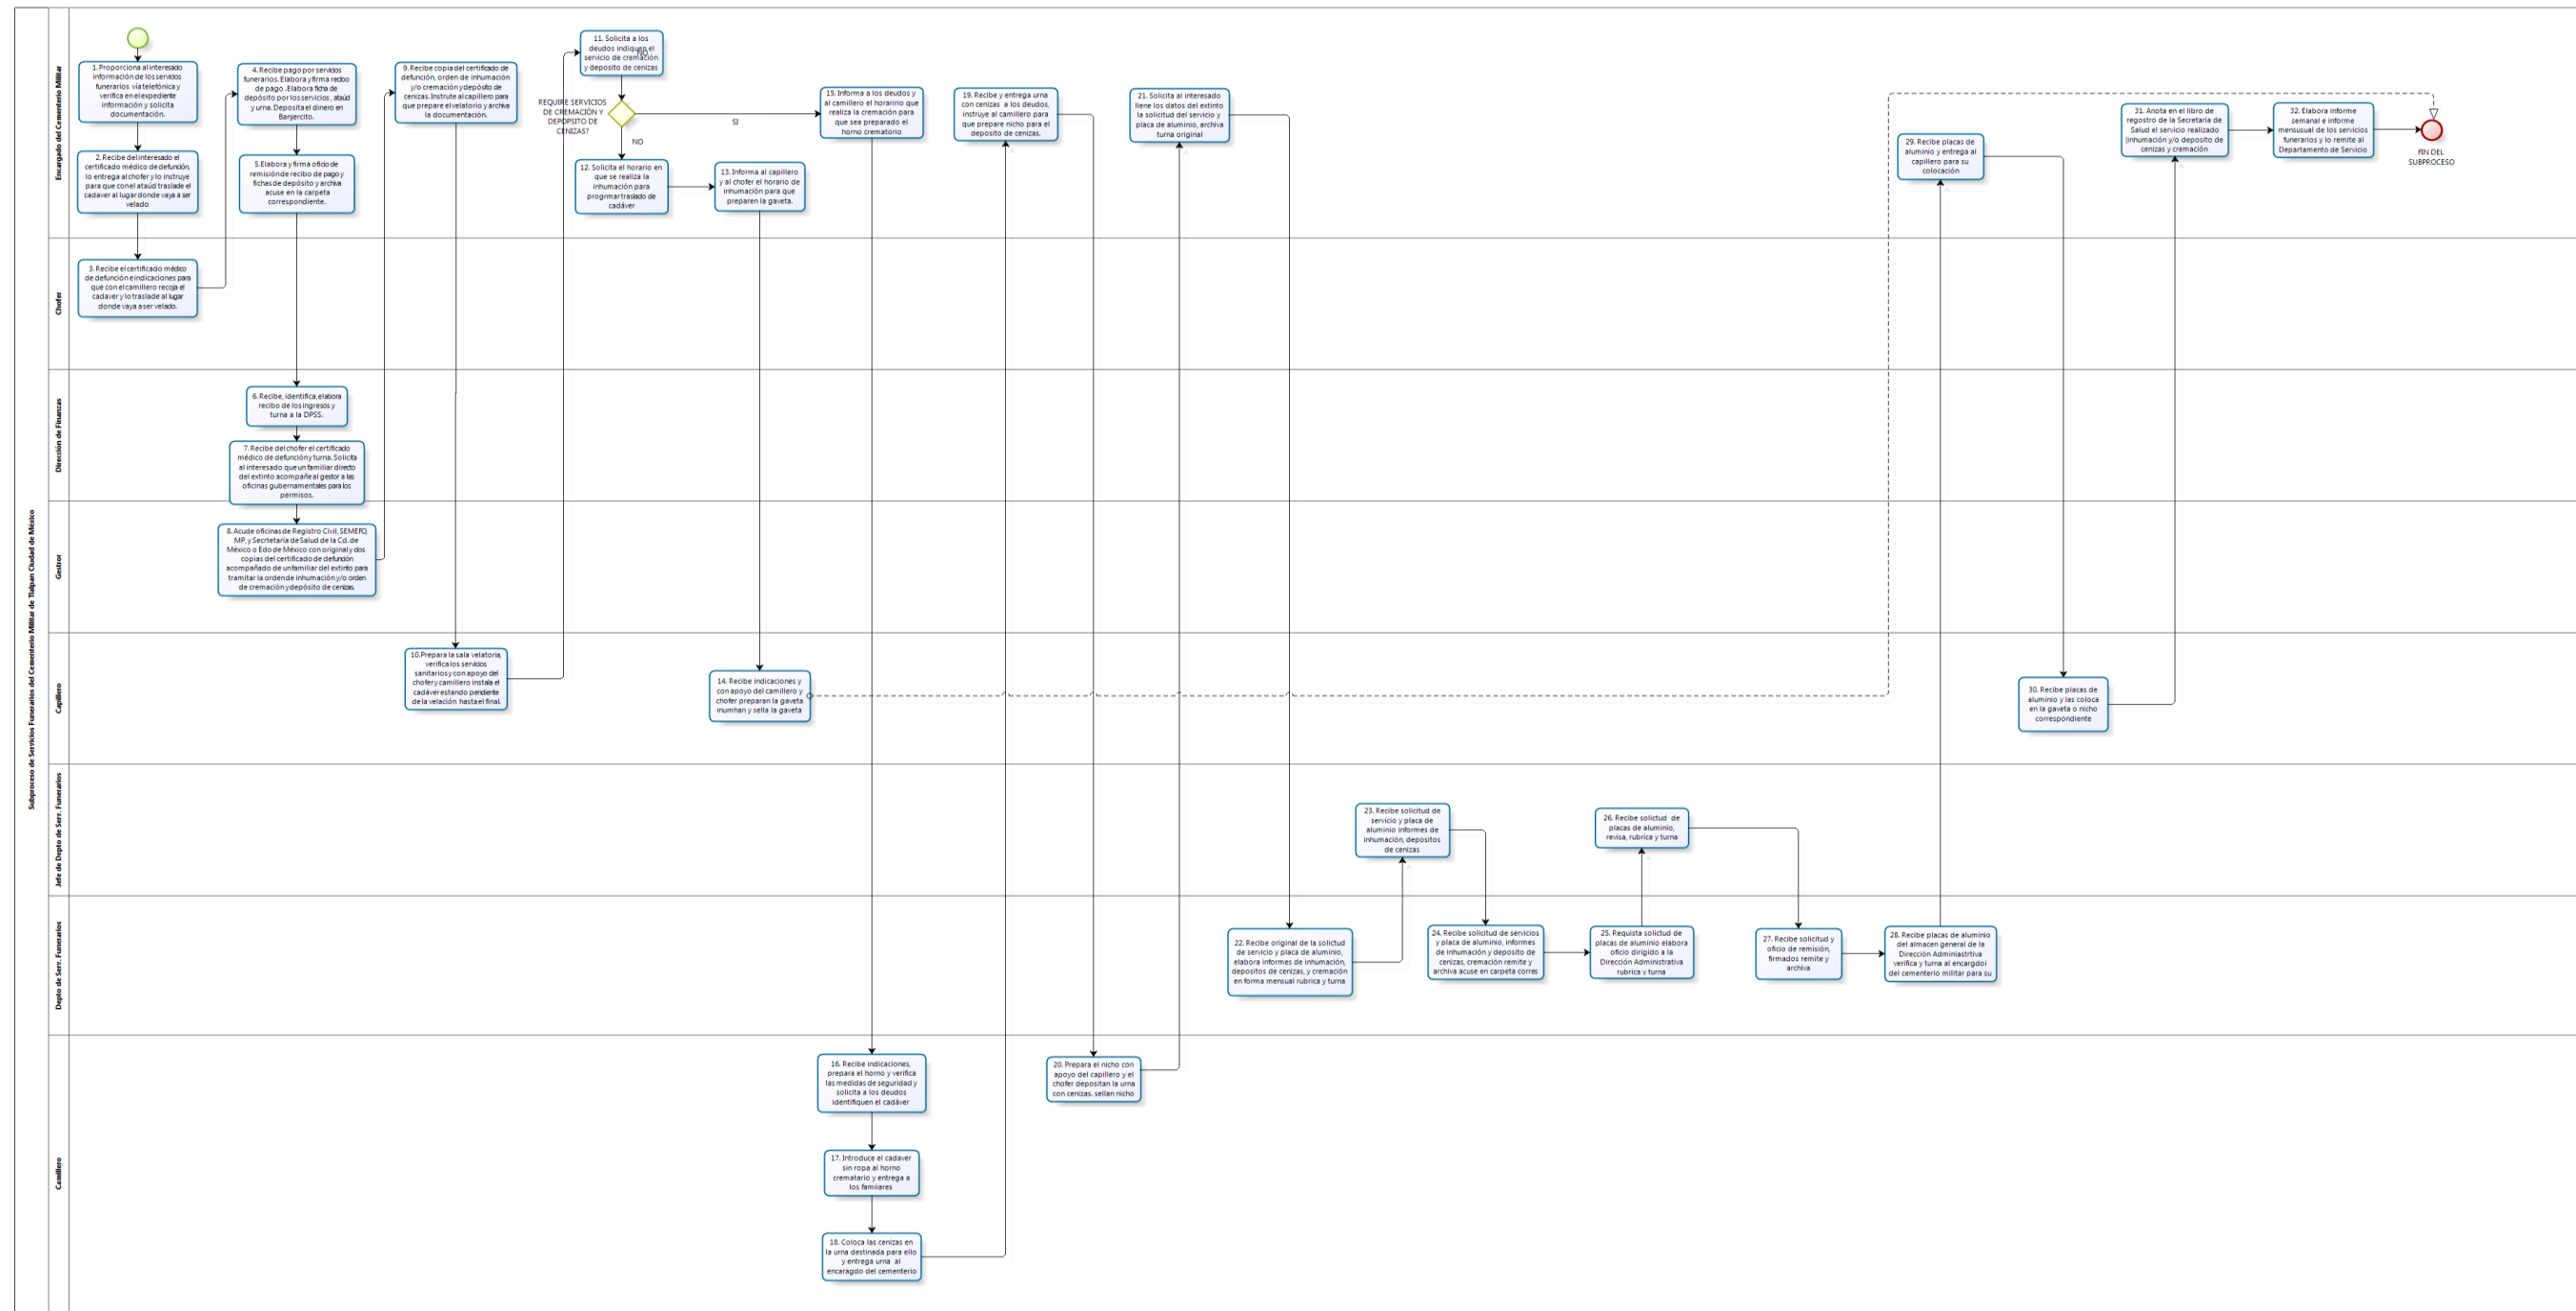 Subproceso de Servicios Funerarios del Cementerio Militar de Tlalpan Ciudad de México
Encargado del Cementerio Militar
1. Proporciona al interesado
información de los servidos
funerarios vía telefónica y
verifica en el expediente
información y solicita
documentación.
2. Recibe del interesado el
certificado médico de defunción,
lo entrega al chofer y lo instruye
para que con el ataúd traslade el
cadaver al lugar donde vaya a ser
velado
4. Recibe pago por servidos
funerarios. Elabora y firma recibo
de pago. Elabora ficha de
depósito por los servicios, ataúd
y urna. Deposita el dinero en
Banjercito.
5.Elabora y firma oficio de
remisión de recibo de pago y
fichas de depósito y archiva
acuse en la carpeta
correspondiente.
9. Recibe copia del certificado de
defunción, orden de inhumación
y/o cremación y depósito de
cenizas. Instrute al capillero para
que prepare el velatorio y archiva
la documentación.
11. Solicita a los
deudos indiquen el
servicio de cremación
y deposito de cenizas
NO
REQUIRE SERVICIOS
DE CREMACIÓN Y
DEPÓSITO DE
CENIZAS?
SI
NO
12. Solicita el horario en
que se realiza la
inhumación para
progrmar traslado de
cadáver
13. Informa al capillero
y al chofer el horario de
inhumación para que
preparen la gaveta.
15. Informa a los deudos y
al camillero el horaririo que
realiza la cremación para
que sea preparado el
horno crematorio
19. Recibe y entrega urna
con cenizas a los deudos,
instruye al camillero para
que prepare nicho para el
deposito de cenizas.
21. Solicita al interesado
llene los datos del extinto
la solicitud del servicio y
placa de aluminio, archiva
turna original
29. Recibe placas de
aluminio y entrega al
capillero para su
colocación
31. Anota en el libro de
registro de la Secretaria de
Salud el servicio realizado
(inhumación y/o deposito de
cenizas y cremación
32. Elabora informe
semanal e informe
mensusual de los servicios
funerarios y lo remite al
Departamento de Servicio
FIN DEL
SUBPROCESO
Chofer
3. Recibe el certificado médico
de defunción e indicaciones para
que con el camillero recoja el
cadaver y lo traslade al lugar
donde vaya a ser velado.
Dirección de Finanzas
6. Recibe, identifica, elabora
recibo de los ingresos y
turna a la DPSS.
7. Recibe del chofer el certificado
médico de defunción y turna. Solicita
al interesado que un familiar directo
del extinto acompañe al gestor a las
oficinas gubernamentales para los
permisos.
Gestror
8. Acude oficinas de Registro Civil, SEMEFO,
MP, y Secrtetaría de Salud de la Cd. de
México o Edo de México con original y dos
copias del certificado de defunción
acompañado de un familiar del extinto para
tramitar la orden de inhumación y/o orden
de cremación y depósito de cenizas.
Capillero
10.Prepara la sala velatoria,
verifica los servidos
sanitarios y con apoyo del
chofer y camillero instala el
cadáver estando pendiente
de la velación hasta el final.
14. Recibe indicaciones y
con apoyo del camillero y
chofer preparan la gaveta
inumhan y sella la gaveta
30. Recibe placas de
aluminio y las coloca
en la gaveta o nicho
correspondiente
Jefe de Depto de Serv. Funerarios
23. Recibe solicitud de
servicio y placa de
aluminio informes de
inhumación, depositos
de cenizas
26. Recibe solictud de
placas de aluminio,
revisa, rubrica y turna
Depto de Serv. Funerarios
22. Recibe original de la solictud
de servicio y placa de aluminio,
elabora informes de inhumación,
depositos de cenizas, y cremación
en forma mensual rubrica y turna
24. Recibe solicitud de servicios
y placa de aluminio, informes
de inhumación y deposito de
cenizas, cremación remite y
archiva acuse en carpeta corres
25. Requista solictud de
placas de aluminio elabora
oficio dirigido a la
Dirección Administrativa
rubrica y turna
27. Recibe solicitud y
oficio de remisión,
firmados remite y
archiva
28. Recibe placas de aluminio
del almacen general de la
Dirección Adminiastrtiva
verifica y turna al encargdoi
del cementerio militar para su
Camillero
16. Recibe indicaciones,
prepara el horno y verifica
las medidas de seguridad y
solicita a los deudos
identifiquen el cadáver
17. Introduce el cadaver
sin ropa al horno
crematario y entrega a
los famiiares
18. Coloca las cenizas en
la urna destinada para ello
y entrega urna al
encaragdo del cementerio
20. Prepara el nicho con
apoyo del capillero y el
chofer depositan la urna
con cenizas. sellan nicho